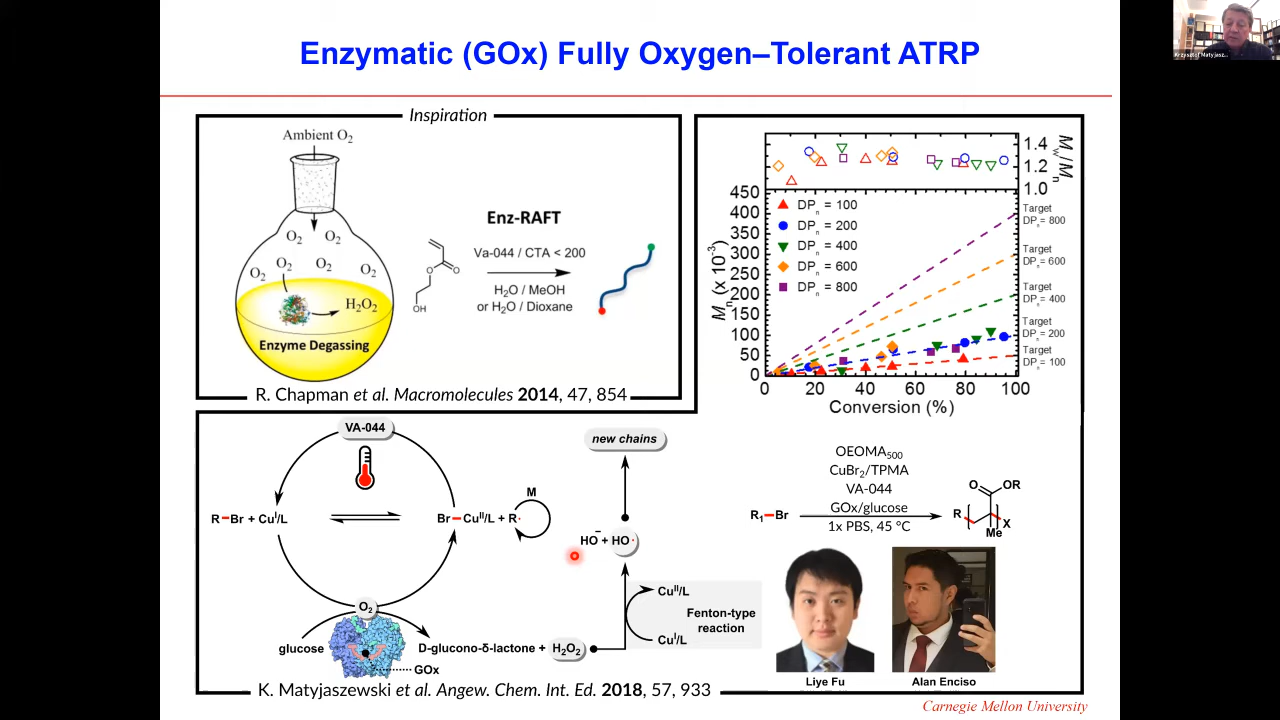 Enzymatic (GOx) Fully Oxygen–Tolerant ATRP
Krzysztof Matyjasz...
Inspiration
Ambient O₂
O₂ O₂
O₂ O₂ O₂ O₂
H₂O₂
Enzyme Degassing
Enz-RAFT
Va-044 / CTA < 200
H₂O / MeOH
or H₂O / Dioxane
O
O
OH
R. Chapman et al. Macromolecules 2014, 47, 854
1.4
1.2
1.0
Mw/Mn
450
400
350
300
250
200
150
100
50
0
Mn (x 10⁻³)
DPn = 100
DPn = 200
DPn = 400
DPn = 600
DPn = 800
Target
DPn = 800
Target
DPn = 600
Target
DPn = 400
Target
DPn = 200
Target
DPn = 100
0 20 40 60 80 100
Conversion (%)
VA-044
R–Br + Cuᴵ/L
Br–Cuᴵᴵ/L + R·
M
O₂
glucose
D-glucono-δ-lactone + H₂O₂
GOx
new chains
HO⁻ + HO·
Cuᴵᴵ/L
Fenton-type
reaction
Cuᴵ/L
OEOMA₅₀₀
CuBr₂/TPMA
VA-044
GOx/glucose
R₁–Br
1x PBS, 45 °C
O OR
R
X
Me
Liye Fu
Alan Enciso
K. Matyjaszewski et al. Angew. Chem. Int. Ed. 2018, 57, 933
Carnegie Mellon University